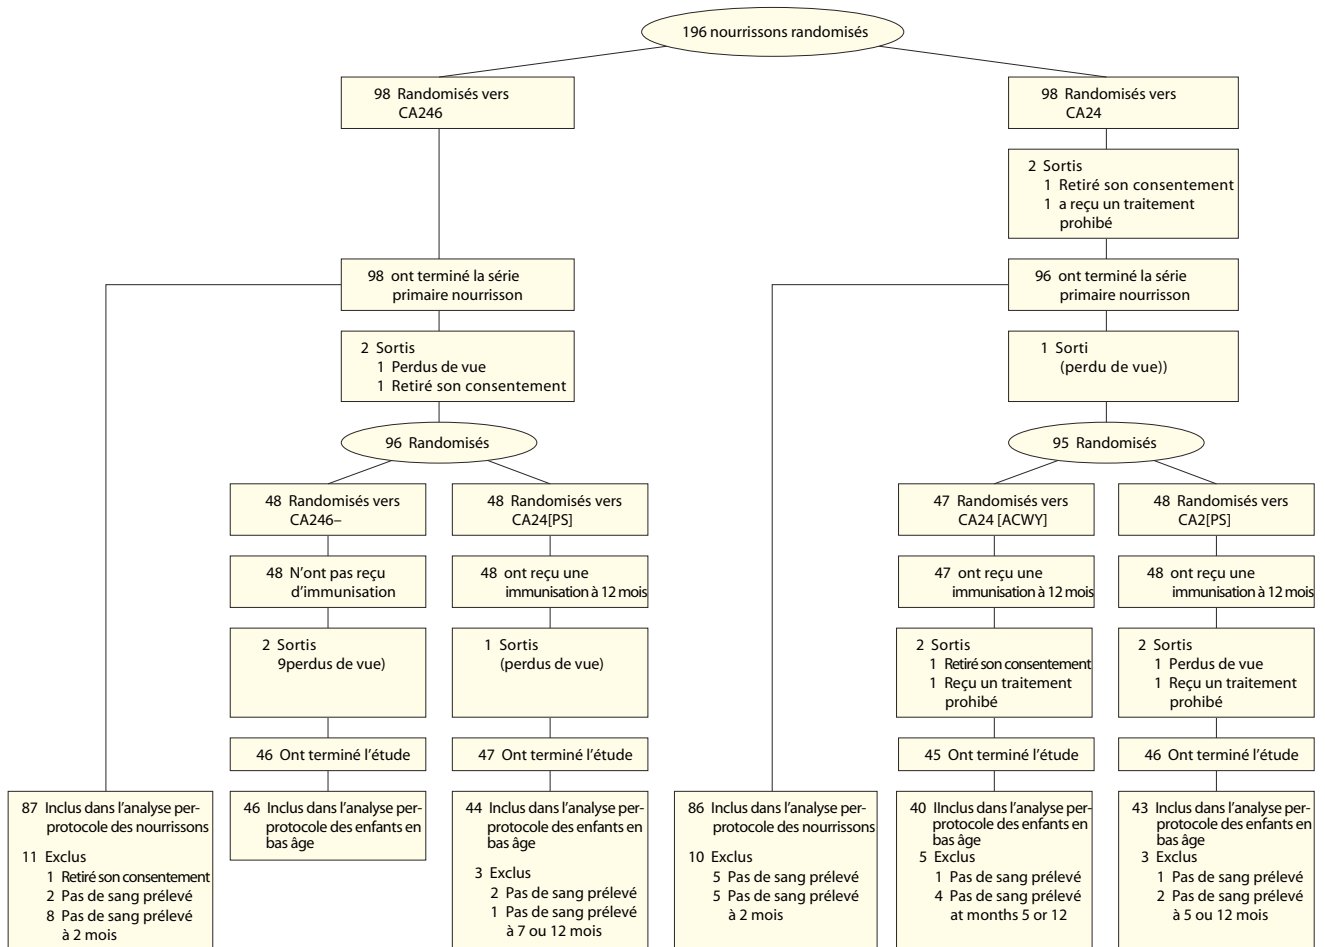 196 nourrissons randomisés
98 Randomisés vers
CA246
98 Randomisés vers
CA24
2 Sortis
1 Retiré son consentement
1 a reçu un traitement
prohibé
98 ont terminé la série
primaire nourrisson
96 ont terminé la série
primaire nourrisson
2 Sortis
1 Perdus de vue
1 Retiré son consentement
1 Sorti
(perdu de vue))
96 Randomisés
95 Randomisés
48 Randomisés vers
CA246–
48 Randomisés vers
CA24[PS]
47 Randomisés vers
CA24 [ACWY]
48 Randomisés vers
CA2[PS]
48 N'ont pas reçu
d'immunisation
48 ont reçu une
immunisation à 12 mois
47 ont reçu une
immunisation à 12 mois
48 ont reçu une
immunisation à 12 mois
2 Sortis
9perdus de vue)
1 Sortis
(perdus de vue)
2 Sortis
1 Retiré son consentement
1 Reçu un traitement
prohibé
2 Sortis
1 Perdus de vue
1 Reçu un traitement
prohibé
46 Ont terminé l'étude
47 Ont terminé l'étude
45 Ont terminé l'étude
46 Ont terminé l'étude
87 Inclus dans l'analyse per-
protocole des nourrissons
11 Exclus
1 Retiré son consentement
2 Pas de sang prélevé
8 Pas de sang prélevé
à 2 mois
46 Inclus dans l'analyse per-
protocole des enfants en
bas âge
44 Inclus dans l'analyse per-
protocole des enfants en
bas âge
3 Exclus
2 Pas de sang prélevé
1 Pas de sang prélevé
à 7 ou 12 mois
86 Inclus dans l'analyse per-
protocole des nourrissons
10 Exclus
5 Pas de sang prélevé
5 Pas de sang prélevé
à 2 mois
40 IInclus dans l'analyse per-
protocole des enfants en
bas âge
5 Exclus
1 Pas de sang prélevé
4 Pas de sang prélevé
at months 5 or 12
43 Inclus dans l'analyse per-
protocole des enfants en
bas âge
3 Exclus
1 Pas de sang prélevé
2 Pas de sang prélevé
à 5 ou 12 mois